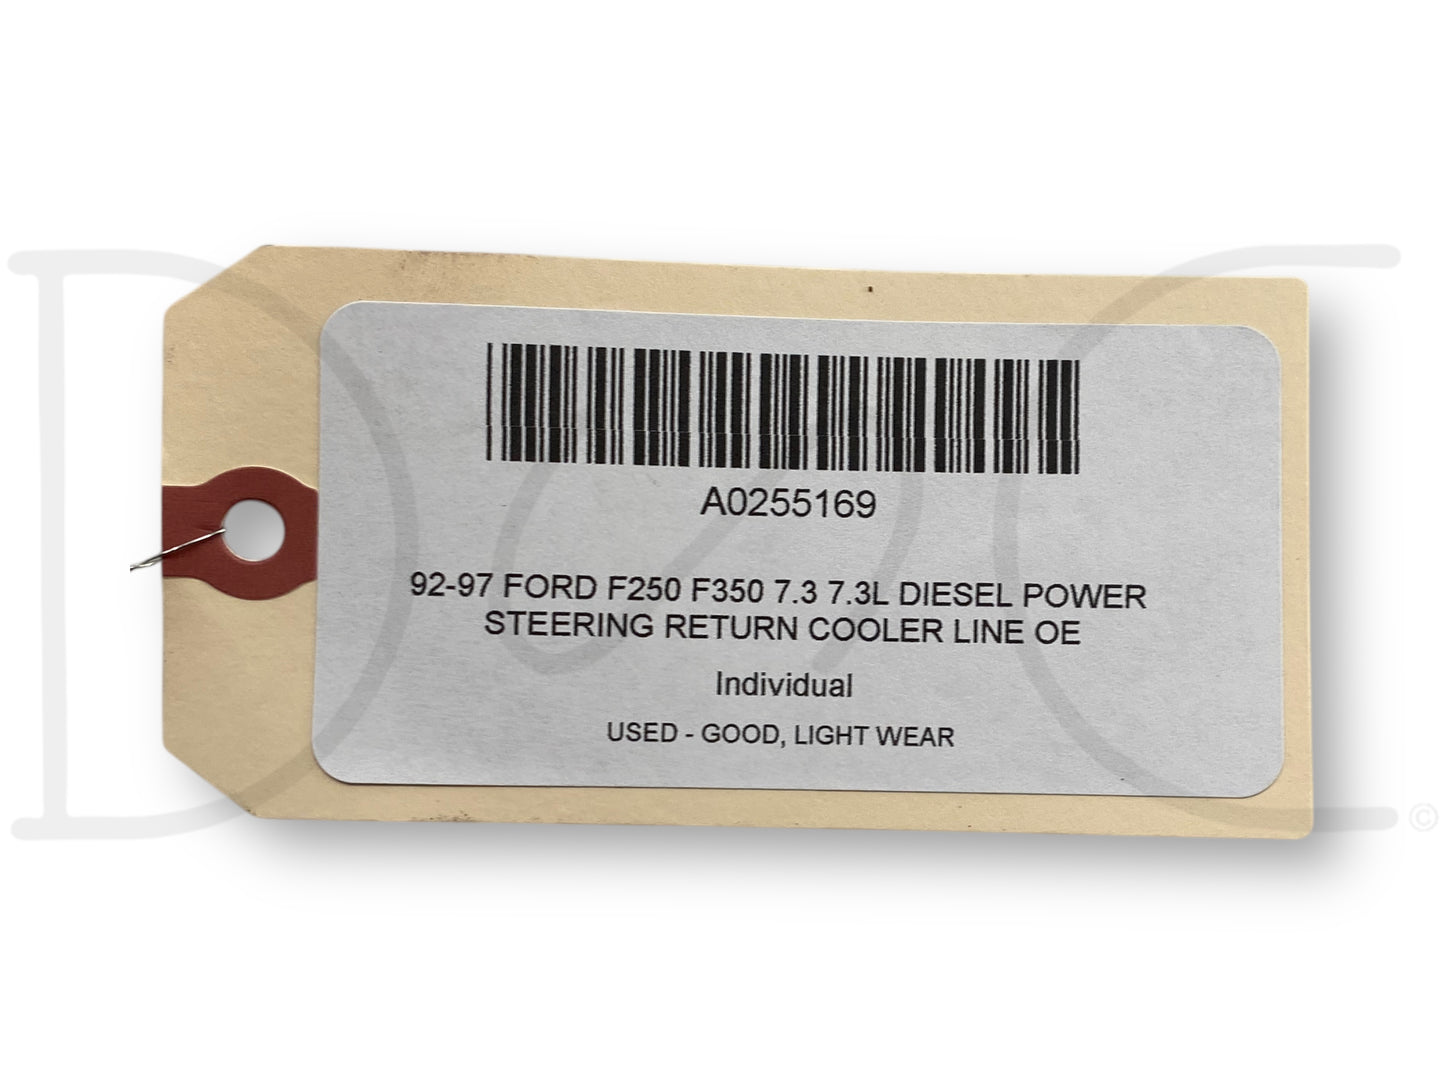 A0255169
92-97 FORD F250 F350 7.3 7.3L DIESEL POWER
STEERING RETURN COOLER LINE OE
Individual
USED - GOOD, LIGHT WEAR
©